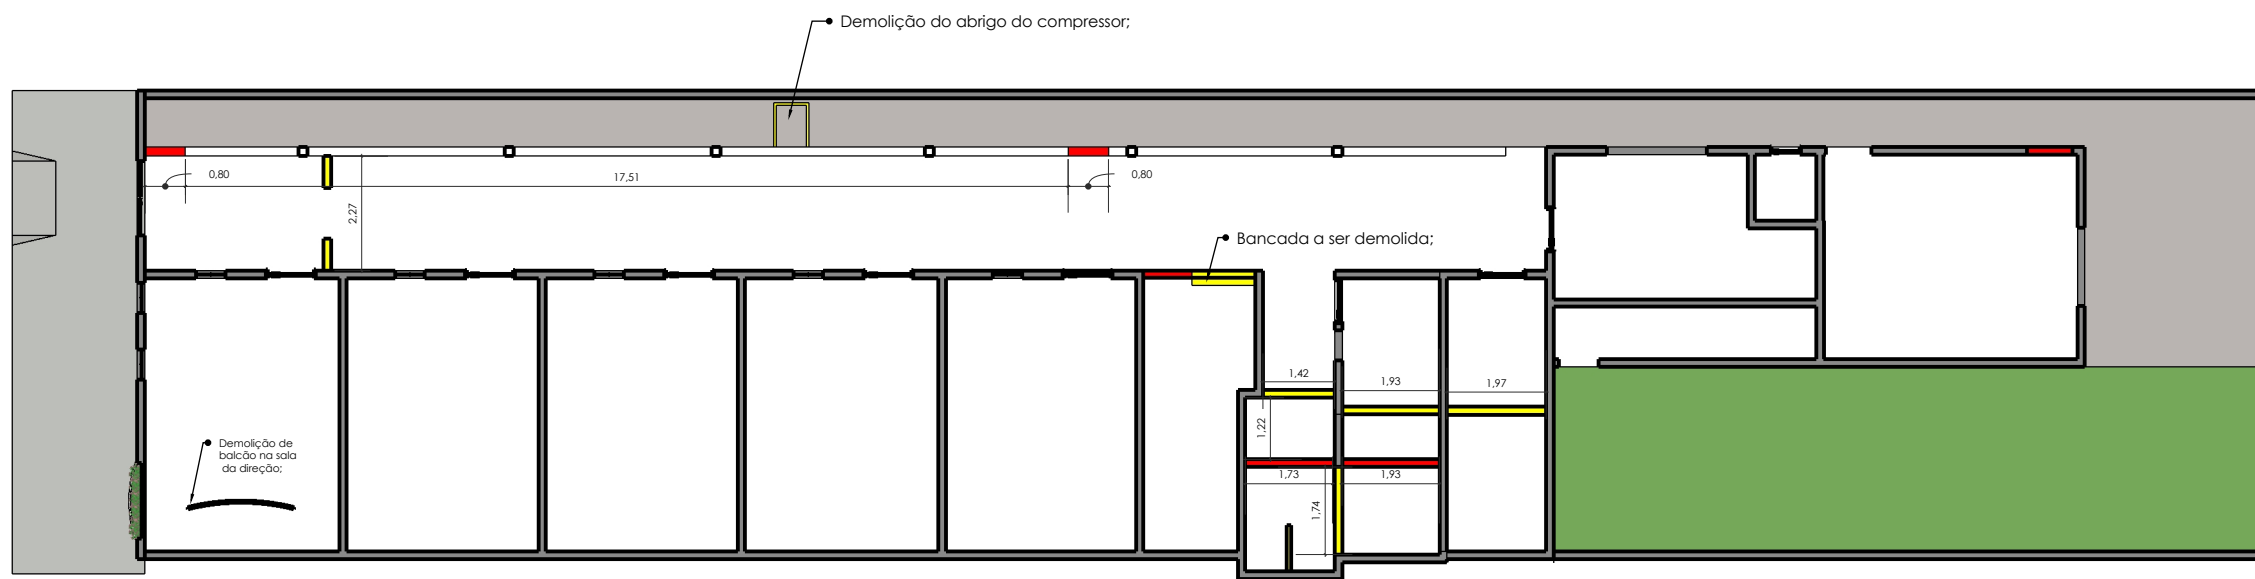 Demolição do abrigo do compressor;
0,80
17,51
0,80
2,27
Bancada a ser demolida;
1,42
1,93
1,97
1,22
Demolição de
balcão na sala
da direção;
1,73
1,93
1,74